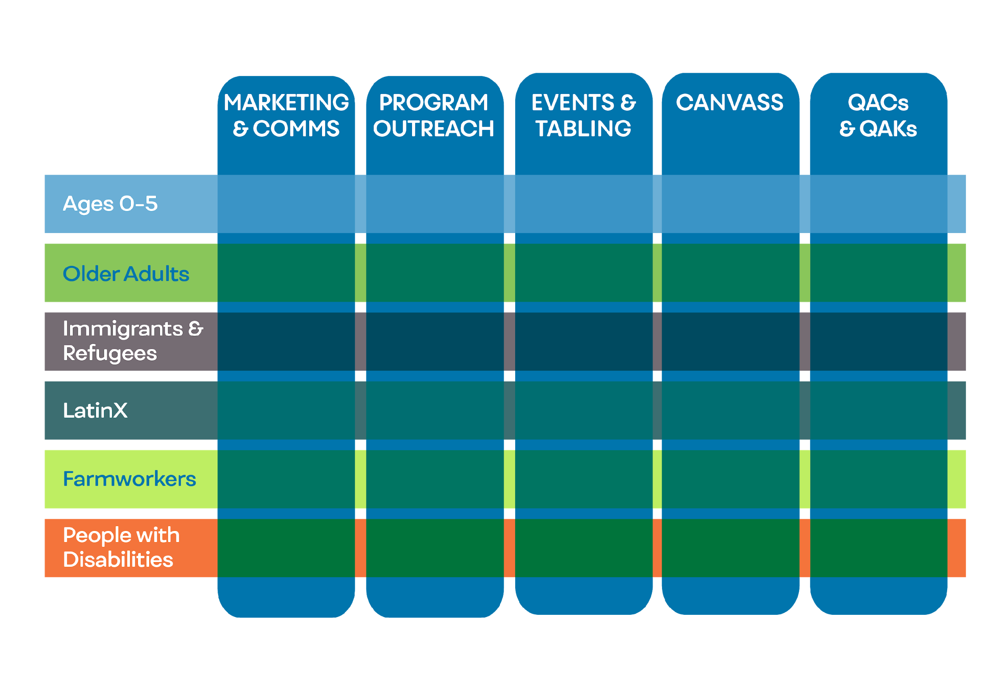 MARKETING
& COMMS
PROGRAM
OUTREACH
EVENTS &
TABLING
CANVASS
QACs
& QAKs
Ages 0-5
Older Adults
Immigrants &
Refugees
LatinX
Farmworkers
People with
Disabilities